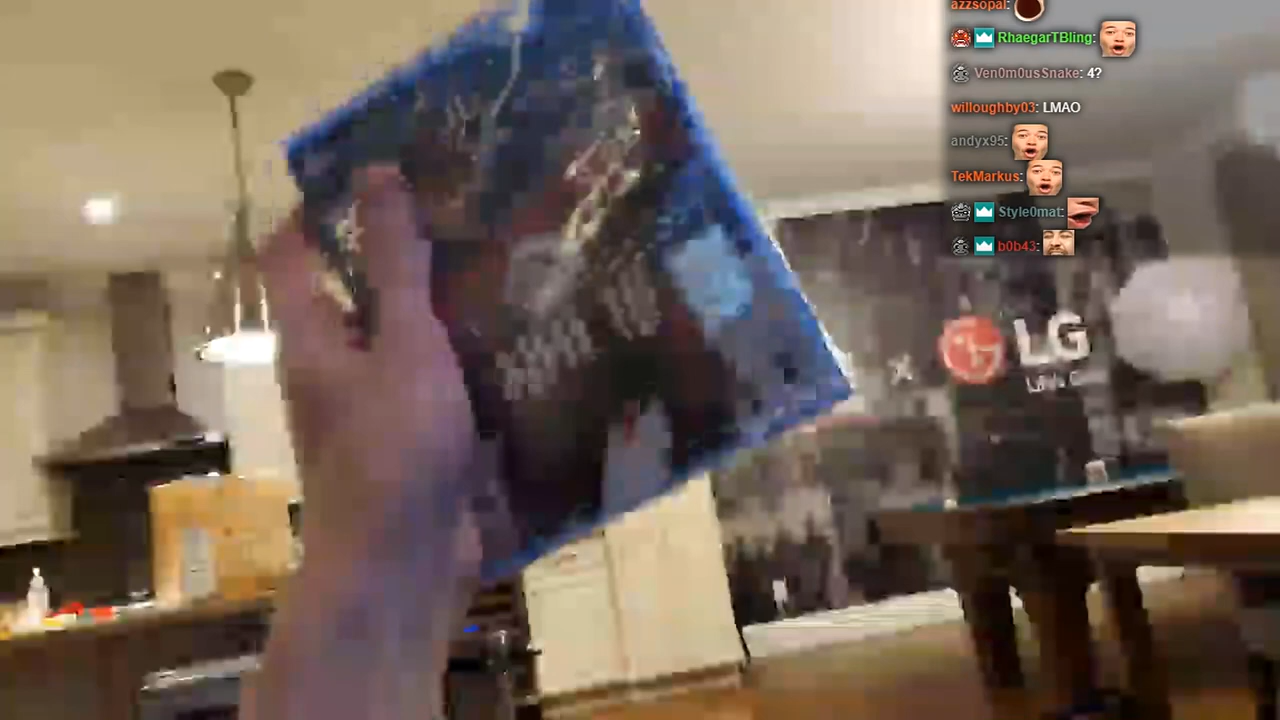 azzsopal:
RhaegarTBling:
Ven0m0usSnake: 4?
willoughby03: LMAO
andyx95:
TekMarkus:
Style0mat:
b0b43:
x LG